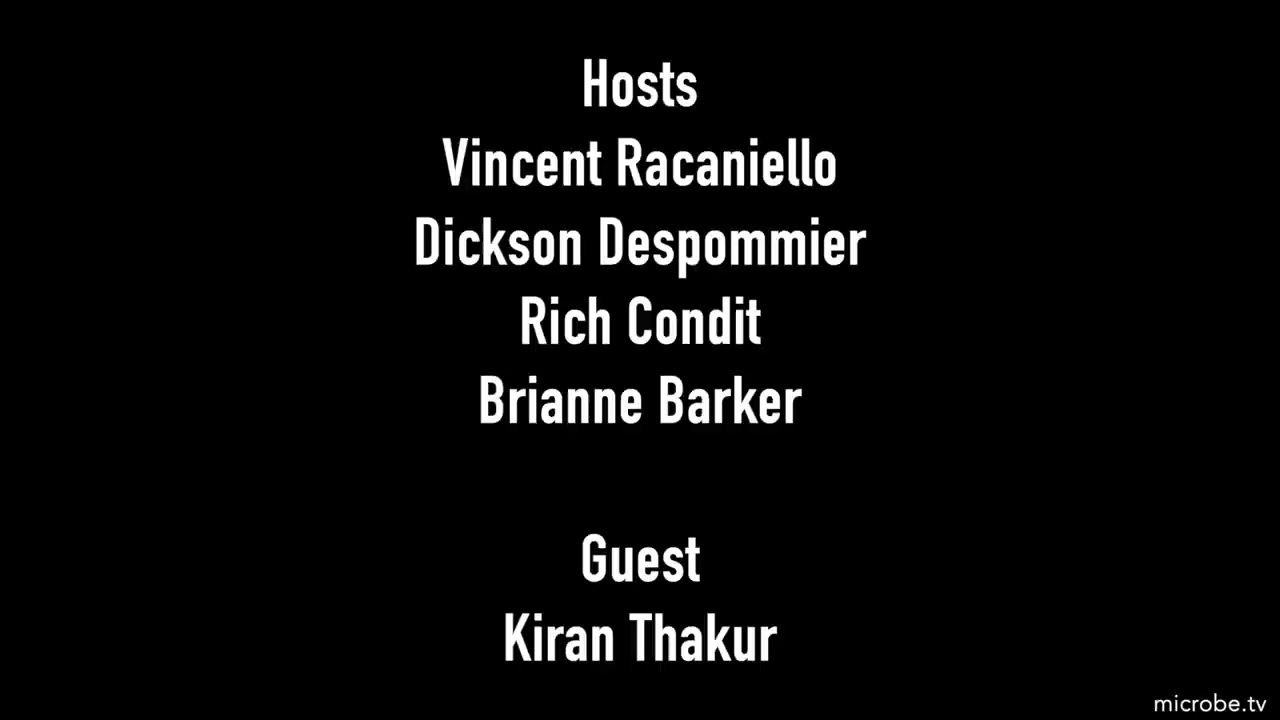 Hosts
Vincent Racaniello
Dickson Despommier
Rich Condit
Brianne Barker
Guest
Kiran Thakur
microbe.tv